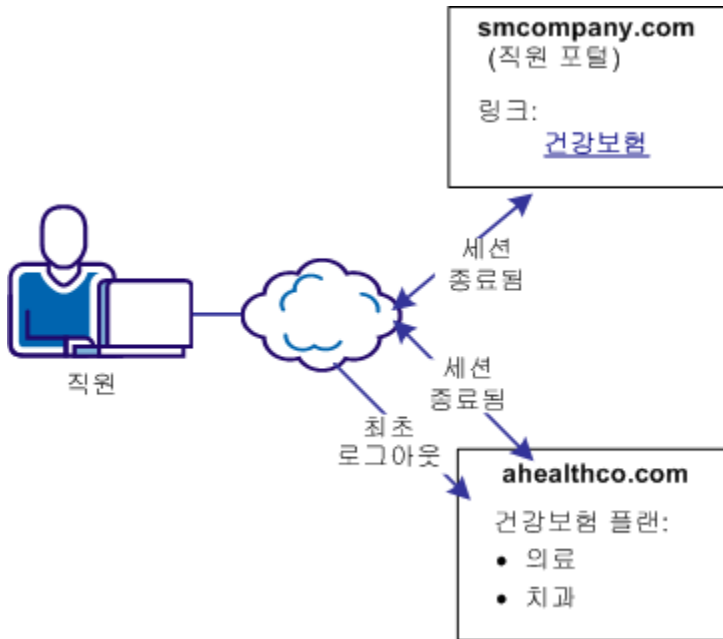 smcompany.com
(직원 포털)
링크:
건강보험
세션
종료됨
직원
세션
종료됨
최초
로그아웃
ahealthco.com
건강보험 플랜:
• 의료
• 치과